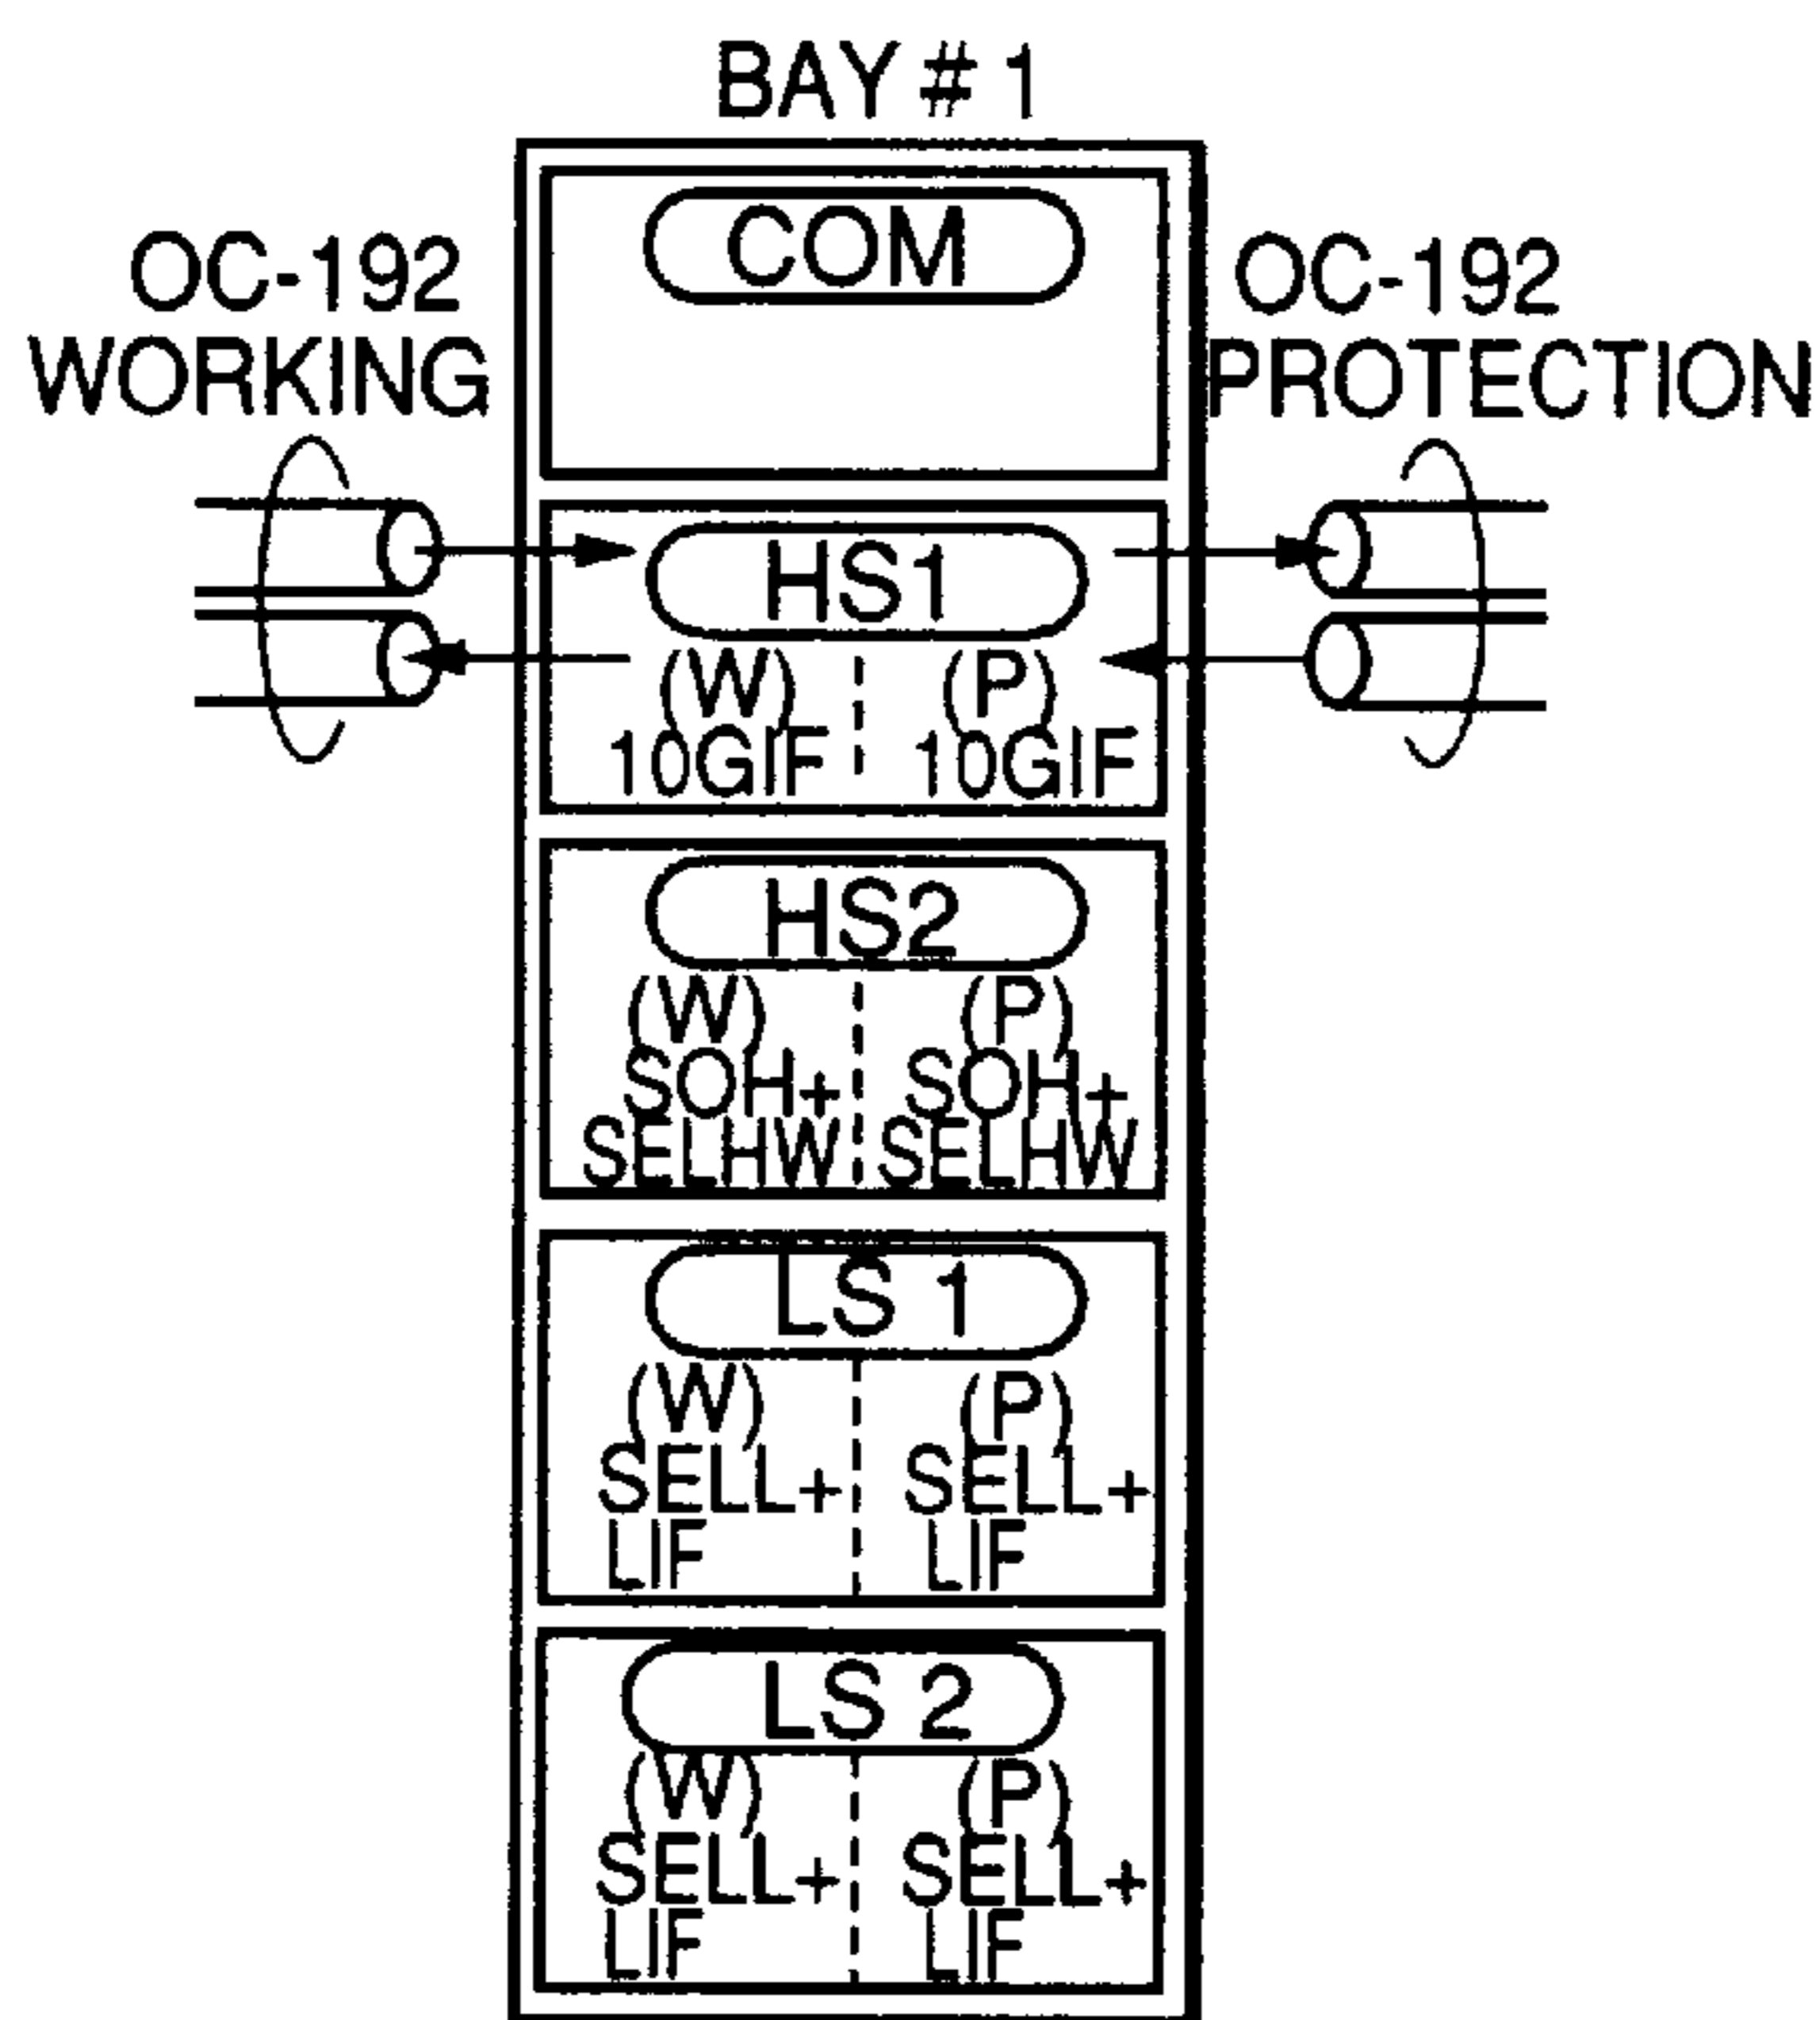 BAY # 1
COM
OC-192
WORKING
OC-192
PROTECTION
HS1
(W) (P)
10GIF 10GIF
HS2
(W) (P)
SOH+ SOH+
SELHW SELHW
LS 1
(W) (P)
SELL+ SELL+
LIF LIF
LS 2
(W) (P)
SELL+ SELL+
LIF LIF